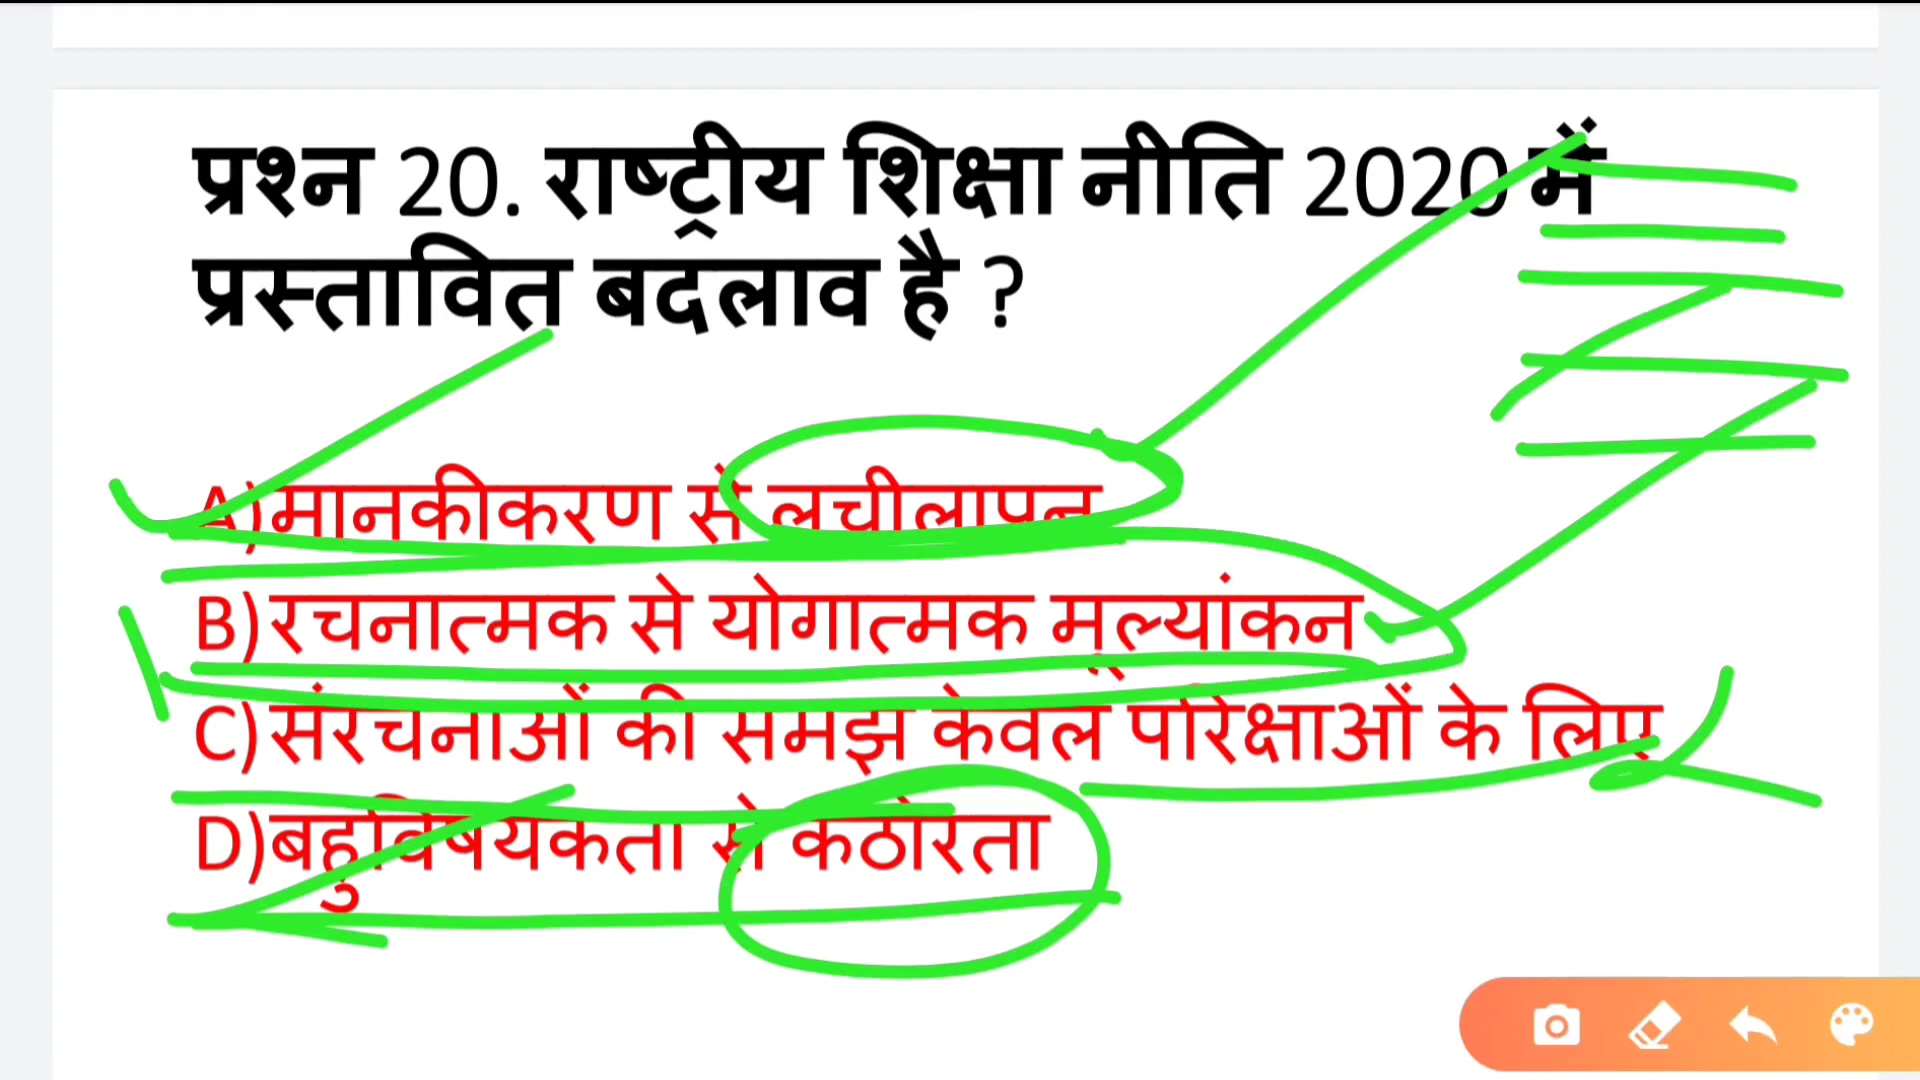 प्रश्न 20. राष्ट्रीय शिक्षा नीति 2020 में
प्रस्तावित बदलाव है ?
A)मानकीकरण से लचीलापन
B)रचनात्मक से योगात्मक मूल्यांकन
C)संरचनाओं की समझ केवल परिक्षाओं के लिए
D)बहुविषयकता से कठोरता